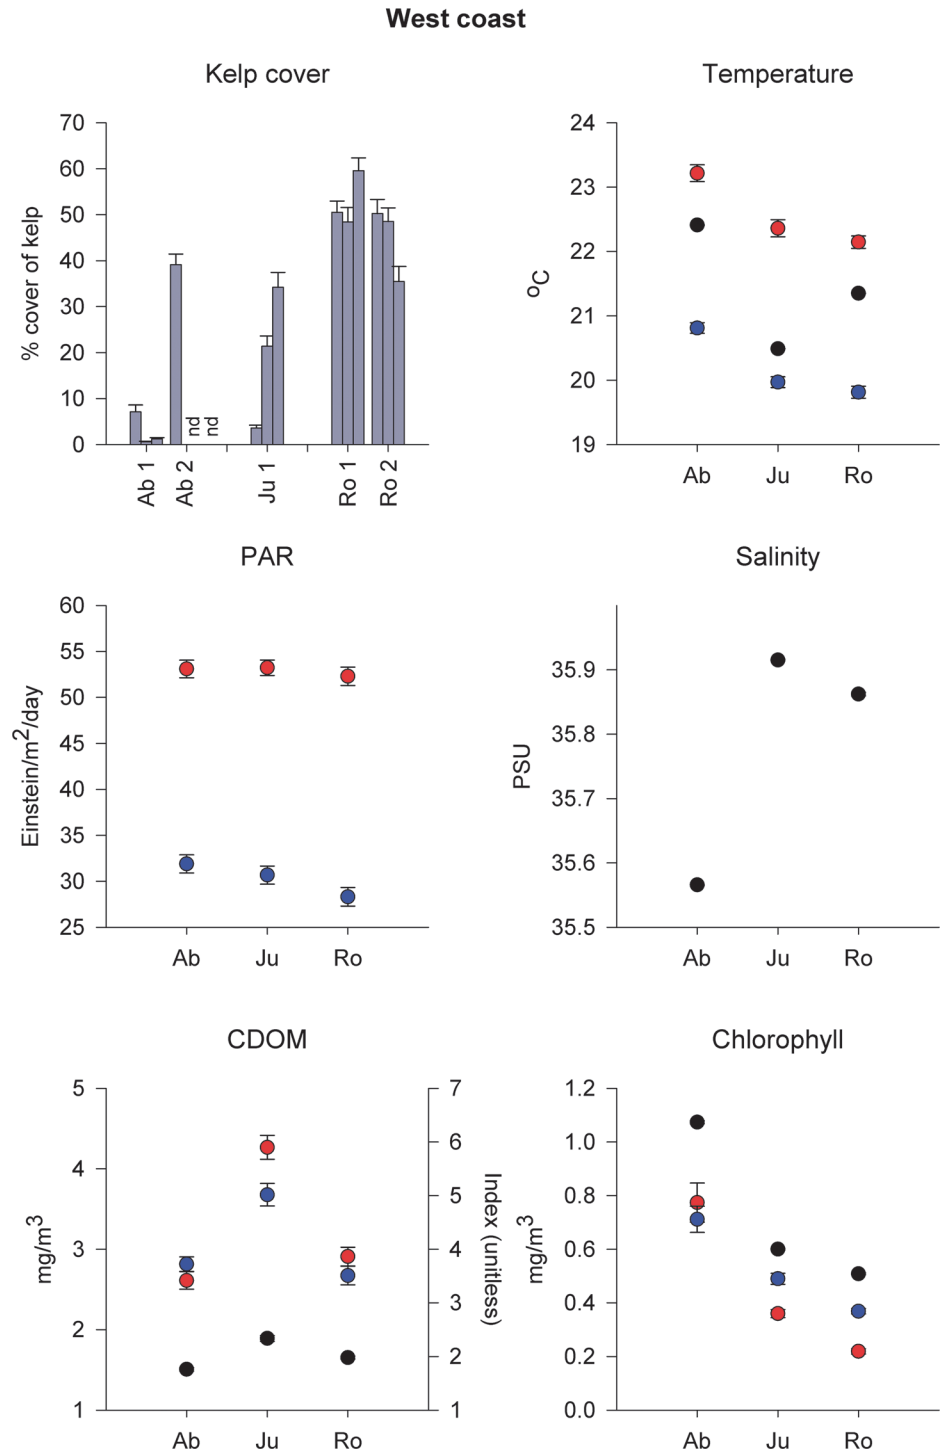 West coast
Kelp cover
% cover of kelp
70
60
50
40
30
20
10
0
nd
nd
Ab 1
Ab 2
Ju 1
Ro 1
Ro 2
Temperature
oC
24
23
22
21
20
19
Ab Ju Ro
PAR
Einstein/m2/day
60
55
50
45
40
35
30
25
Ab Ju Ro
Salinity
PSU
35.9
35.8
35.7
35.6
35.5
Ab Ju Ro
CDOM
mg/m3
5
4
3
2
1
Index (unitless)
7
6
5
4
3
2
1
Ab Ju Ro
Chlorophyll
mg/m3
1.2
1.0
0.8
0.6
0.4
0.2
0.0
Ab Ju Ro